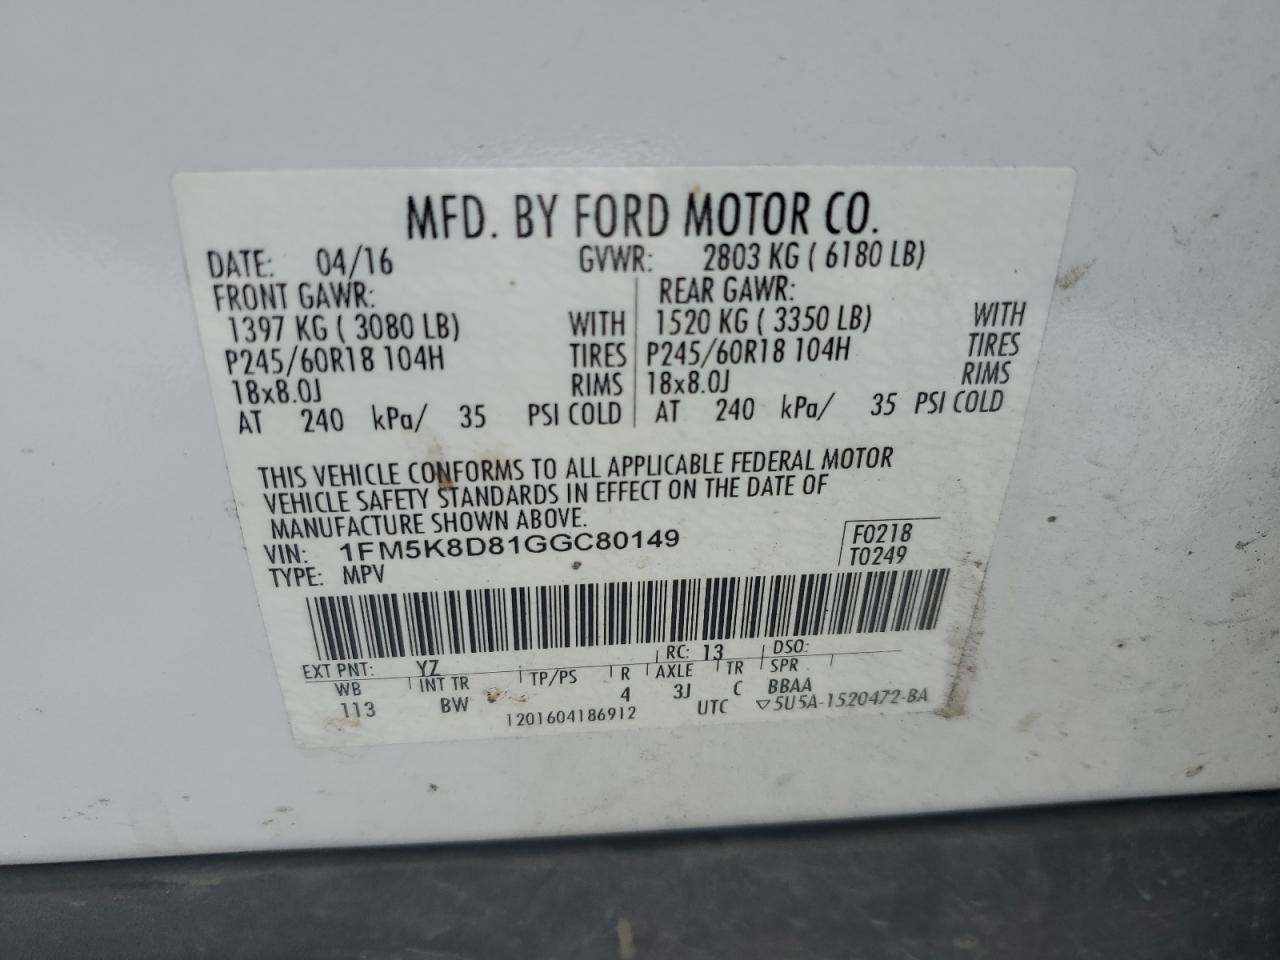 MFD. BY FORD MOTOR CO.
DATE: 04/16 GVWR: 2803 KG ( 6180 LB)
FRONT GAWR: REAR GAWR:
1397 KG ( 3080 LB) WITH 1520 KG ( 3350 LB) WITH
P245/60R18 104H TIRES P245/60R18 104H TIRES
18x8.0J RIMS 18x8.0J RIMS
AT 240 kPa/ 35 PSI COLD AT 240 kPa/ 35 PSI COLD
THIS VEHICLE CONFORMS TO ALL APPLICABLE FEDERAL MOTOR
VEHICLE SAFETY STANDARDS IN EFFECT ON THE DATE OF
MANUFACTURE SHOWN ABOVE.
VIN: 1FM5K8D81GGC80149 F0218
TYPE: MPV T0249
EXT PNT: YZ RC: 13 DSO:
WB INT TR TP/PS R AXLE TR SPR
113 BW 4 3J C BBAA
1201604186912 UTC ▽5U5A-1520472-BA